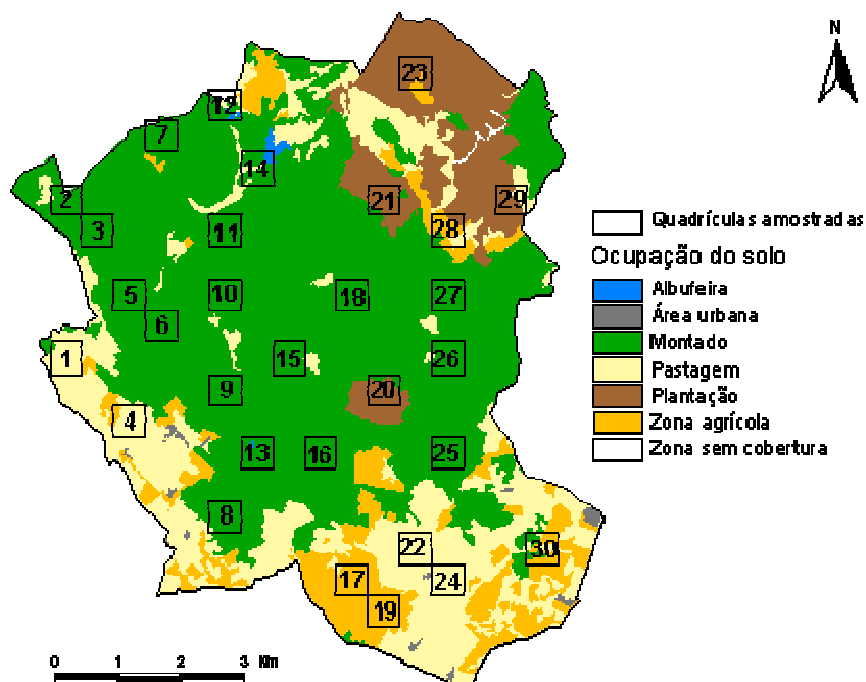 N
23
12
7
14
2
21
29
3
11
28
Quadrículas amostradas
Ocupação do solo
5
10
18
27
Albufeira
6
Área urbana
Montado
1
15
26
Pastagem
9
20
Plantação
4
Zona agrícola
13
16
25
Zona sem cobertura
8
22
30
17
24
19
0 1 2 3 Km